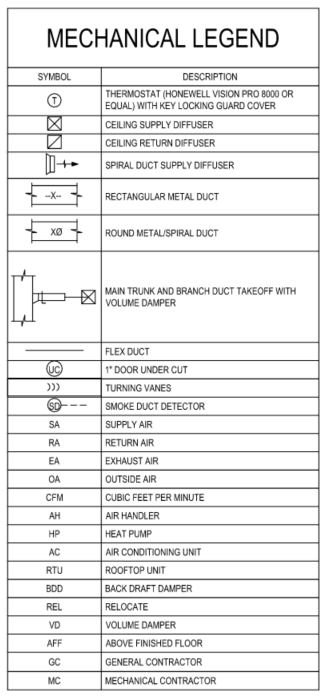 MECHANICAL LEGEND
SYMBOL DESCRIPTION
T THERMOSTAT (HONEWELL VISION PRO 8000 OR
EQUAL) WITH KEY LOCKING GUARD COVER
CEILING SUPPLY DIFFUSER
CEILING RETURN DIFFUSER
SPIRAL DUCT SUPPLY DIFFUSER
--X-- RECTANGULAR METAL DUCT
XØ ROUND METAL/SPIRAL DUCT
MAIN TRUNK AND BRANCH DUCT TAKEOFF WITH
VOLUME DAMPER
FLEX DUCT
UC 1" DOOR UNDER CUT
TURNING VANES
SD SMOKE DUCT DETECTOR
SA SUPPLY AIR
RA RETURN AIR
EA EXHAUST AIR
OA OUTSIDE AIR
CFM CUBIC FEET PER MINUTE
AH AIR HANDLER
HP HEAT PUMP
AC AIR CONDITIONING UNIT
RTU ROOFTOP UNIT
BDD BACK DRAFT DAMPER
REL RELOCATE
VD VOLUME DAMPER
AFF ABOVE FINISHED FLOOR
GC GENERAL CONTRACTOR
MC MECHANICAL CONTRACTOR